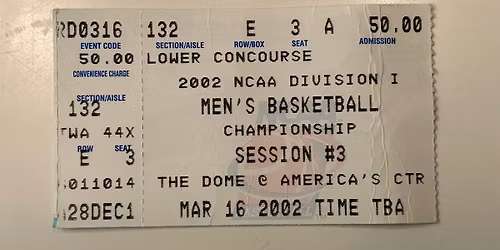 RD0316 132 E 3 A 50.00
EVENT CODE SECTION/AISLE ROW/BOX SEAT ADMISSION
50.00 LOWER CONCOURSE
CONVENIENCE CHARGE
2002 NCAA DIVISION I
SECTION/AISLE
132 MEN'S BASKETBALL
TWA 44X CHAMPIONSHIP
ROW SEAT
E 3 SESSION #3
011014 THE DOME @ AMERICA'S CTR
28DEC1 MAR 16 2002 TIME TBA